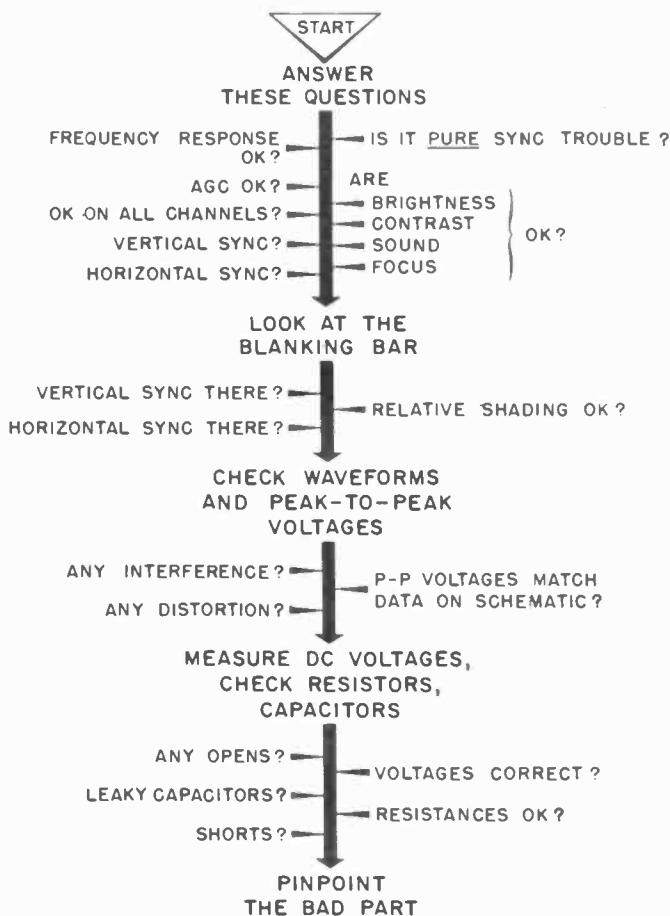 START
ANSWER
THESE QUESTIONS
FREQUENCY RESPONSE
OK?
IS IT PURE SYNC TROUBLE?
AGC OK?
OK ON ALL CHANNELS?
VERTICAL SYNC?
HORIZONTAL SYNC?
ARE
BRIGHTNESS
CONTRAST
SOUND
FOCUS
OK?
LOOK AT THE
BLANKING BAR
VERTICAL SYNC THERE?
HORIZONTAL SYNC THERE?
RELATIVE SHADING OK?
CHECK WAVEFORMS
AND PEAK-TO-PEAK
VOLTAGES
ANY INTERFERENCE?
ANY DISTORTION?
P-P VOLTAGES MATCH
DATA ON SCHEMATIC?
MEASURE DC VOLTAGES,
CHECK RESISTORS,
CAPACITORS
ANY OPENS?
LEAKY CAPACITORS?
SHORTS?
VOLTAGES CORRECT?
RESISTANCES OK?
PINPOINT
THE BAD PART